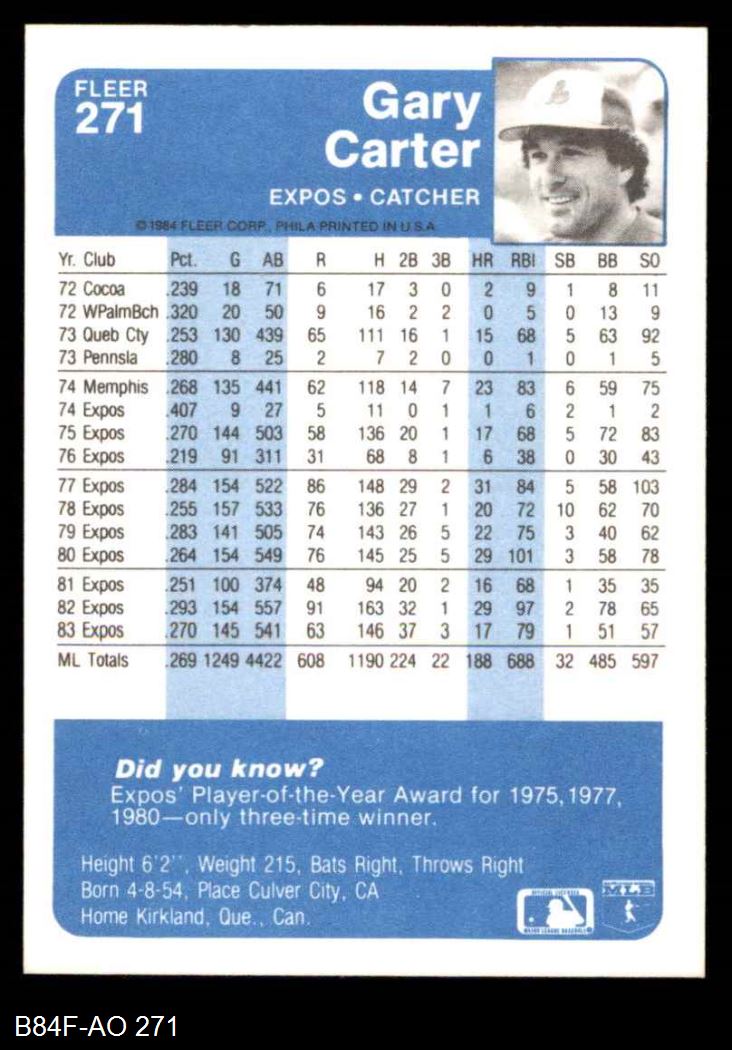 FLEER
271
Gary
Carter
EXPOS • CATCHER
© 1984 FLEER CORP., PHILA PRINTED IN U S A
Yr. Club Pct. G AB R H 2B 3B HR RBI SB BB SO
72 Cocoa .239 18 71 6 17 3 0 2 9 1 8 11
72 WPalmBch .320 20 50 9 16 2 2 0 5 0 13 9
73 Queb Cty .253 130 439 65 111 16 1 15 68 5 63 92
73 Pennsla .280 8 25 2 7 2 0 0 1 0 1 5
74 Memphis .268 135 441 62 118 14 7 23 83 6 59 75
74 Expos .407 9 27 5 11 0 1 1 6 2 1 2
75 Expos .270 144 503 58 136 20 1 17 68 5 72 83
76 Expos .219 91 311 31 68 8 1 6 38 0 30 43
77 Expos .284 154 522 86 148 29 2 31 84 5 58 103
78 Expos .255 157 533 76 136 27 1 20 72 10 62 70
79 Expos .283 141 505 74 143 26 5 22 75 3 40 62
80 Expos .264 154 549 76 145 25 5 29 101 3 58 78
81 Expos .251 100 374 48 94 20 2 16 68 1 35 35
82 Expos .293 154 557 91 163 32 1 29 97 2 78 65
83 Expos .270 145 541 63 146 37 3 17 79 1 51 57
ML Totals .269 1249 4422 608 1190 224 22 188 688 32 485 597
Did you know?
Expos' Player-of-the-Year Award for 1975, 1977,
1980—only three-time winner.
Height 6'2'', Weight 215, Bats Right, Throws Right
Born 4-8-54, Place Culver City, CA
Home Kirkland, Que., Can.
MAJOR LEAGUE BASEBALL
B84F-AO 271